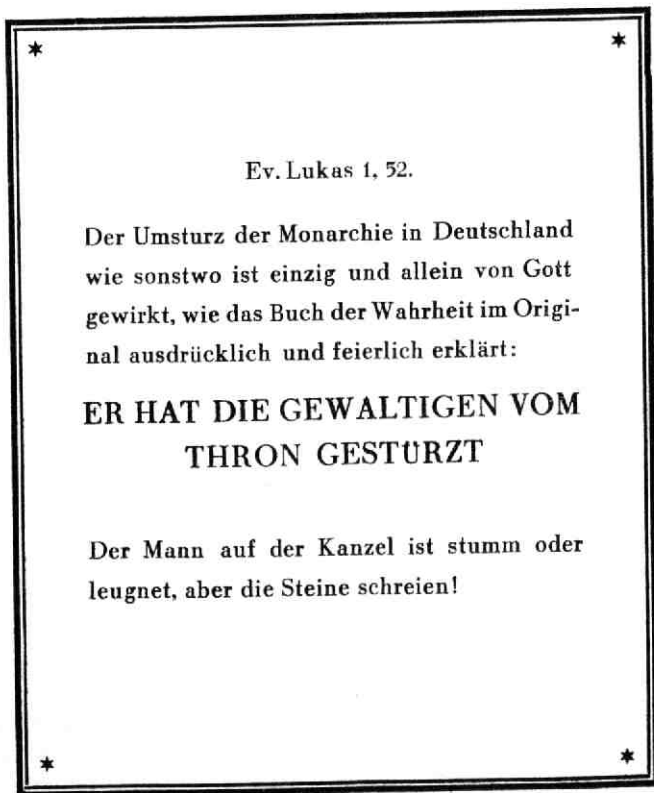 Ev. Lukas 1, 52.
Der Umsturz der Monarchie in Deutschland
wie sonstwo ist einzig und allein von Gott
gewirkt, wie das Buch der Wahrheit im Origi-
nal ausdrücklich und feierlich erklärt:
ER HAT DIE GEWALTIGEN VOM
THRON GESTÜRZT
Der Mann auf der Kanzel ist stumm oder
leugnet, aber die Steine schreien!